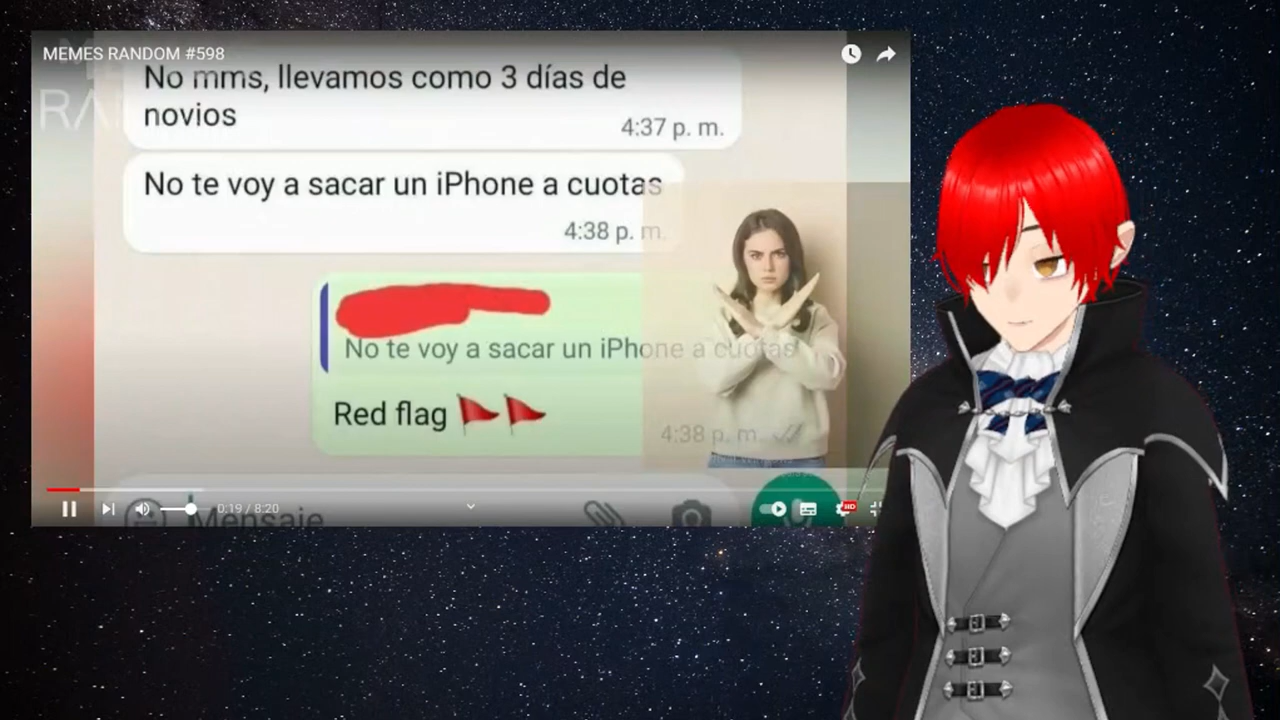 MEMES RANDOM #598
No mms, llevamos como 3 días de
novios
4:37 p. m.
No te voy a sacar un iPhone a cuotas
4:38 p. m.
No te voy a sacar un iPhone a cuotas
Red flag 🚩🚩
4:38 p. m.
Mensaje
0:19 / 8:20
HD